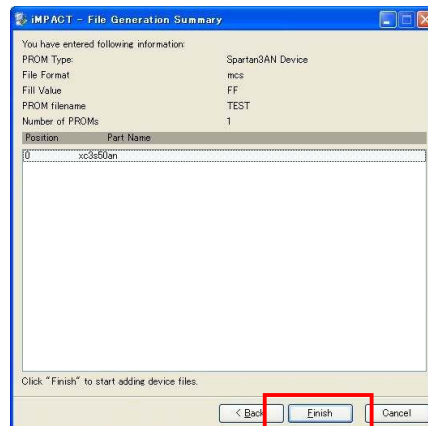 iMPACT - File Generation Summary
You have entered following information:
PROM Type: Spartan3AN Device
File Format mcs
Fill Value FF
PROM filename TEST
Number of PROMs 1
Position Part Name
0 xc3s50an
Click "Finish" to start adding device files.
< Back Finish Cancel